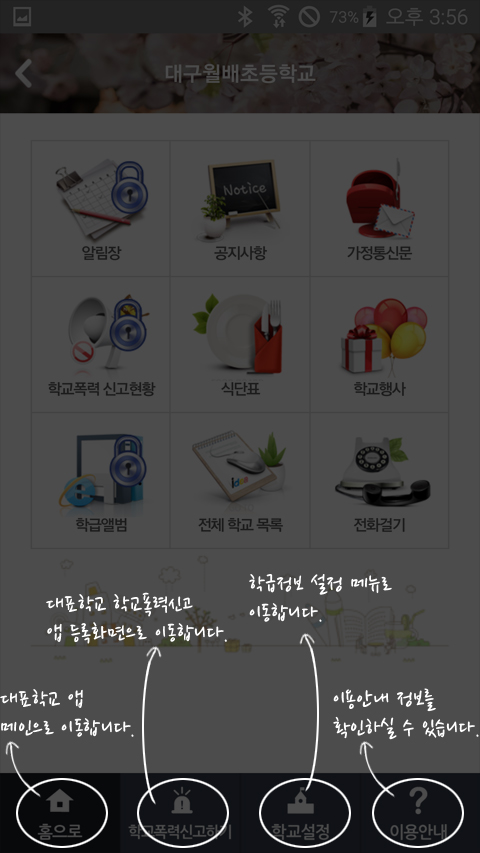 73% 오후 3:56
대구월배초등학교
알림장
Notice
공지사항
가정통신문
학교폭력 신고현황
식단표
학교행사
학급앨범
전체 학교 목록
전화걸기
학급정보 설정 메뉴로
이동합니다.
대표학교 학교폭력신고
앱 등록화면으로 이동합니다.
대표학교 앱
메인으로 이동합니다.
이용안내 정보를
확인하실 수 있습니다.
홈으로
학교폭력신고하기
학교설정
이용안내